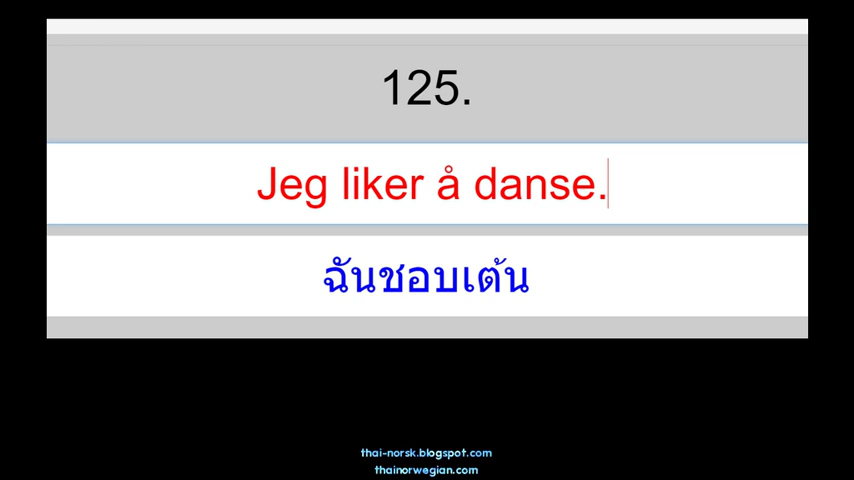 125.
Jeg liker å danse.
ฉันชอบเต้น
thai-norsk.blogspot.com
thainorwegian.com